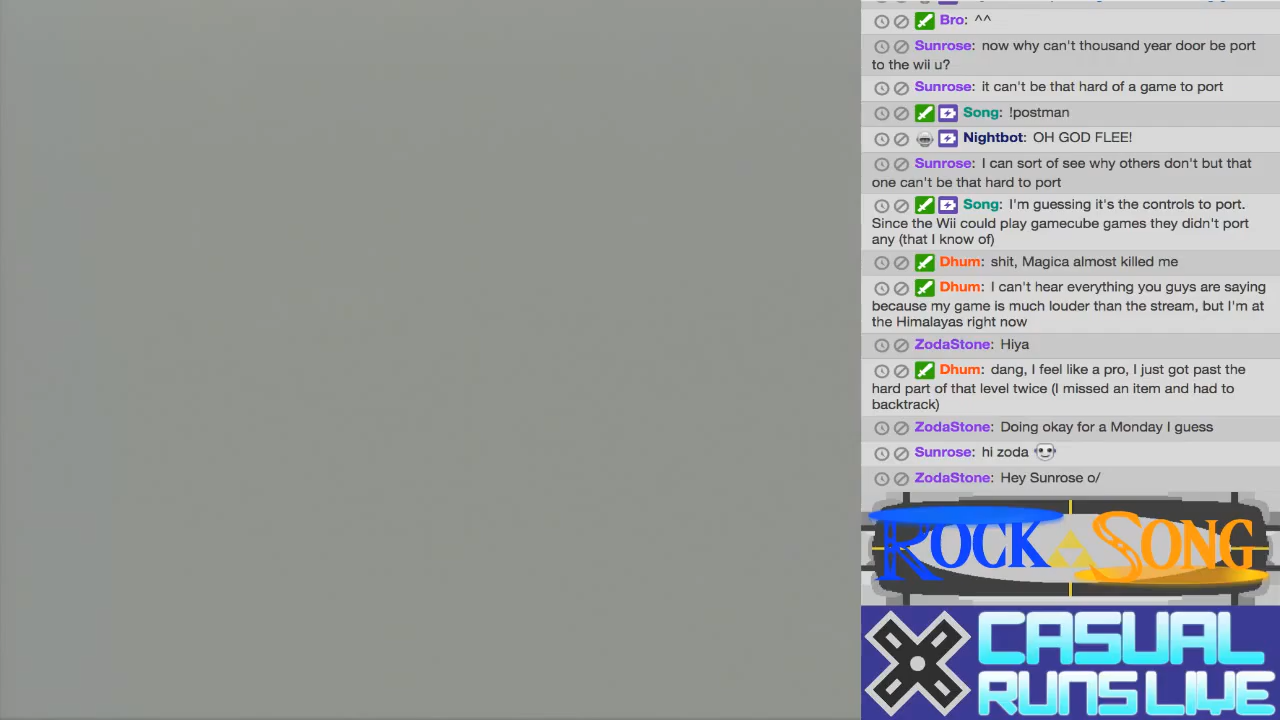 Bro: ^^
Sunrose: now why can't thousand year door be port
to the wii u?
Sunrose: it can't be that hard of a game to port
Song: !postman
Nightbot: OH GOD FLEE!
Sunrose: I can sort of see why others don't but that
one can't be that hard to port
Song: I'm guessing it's the controls to port.
Since the Wii could play gamecube games they didn't port
any (that I know of)
Dhum: shit, Magica almost killed me
Dhum: I can't hear everything you guys are saying
because my game is much louder than the stream, but I'm at
the Himalayas right now
ZodaStone: Hiya
Dhum: dang, I feel like a pro, I just got past the
hard part of that level twice (I missed an item and had to
backtrack)
ZodaStone: Doing okay for a Monday I guess
Sunrose: hi zoda
ZodaStone: Hey Sunrose o/
ROCK SONG
CASUAL
RUNS LIVE